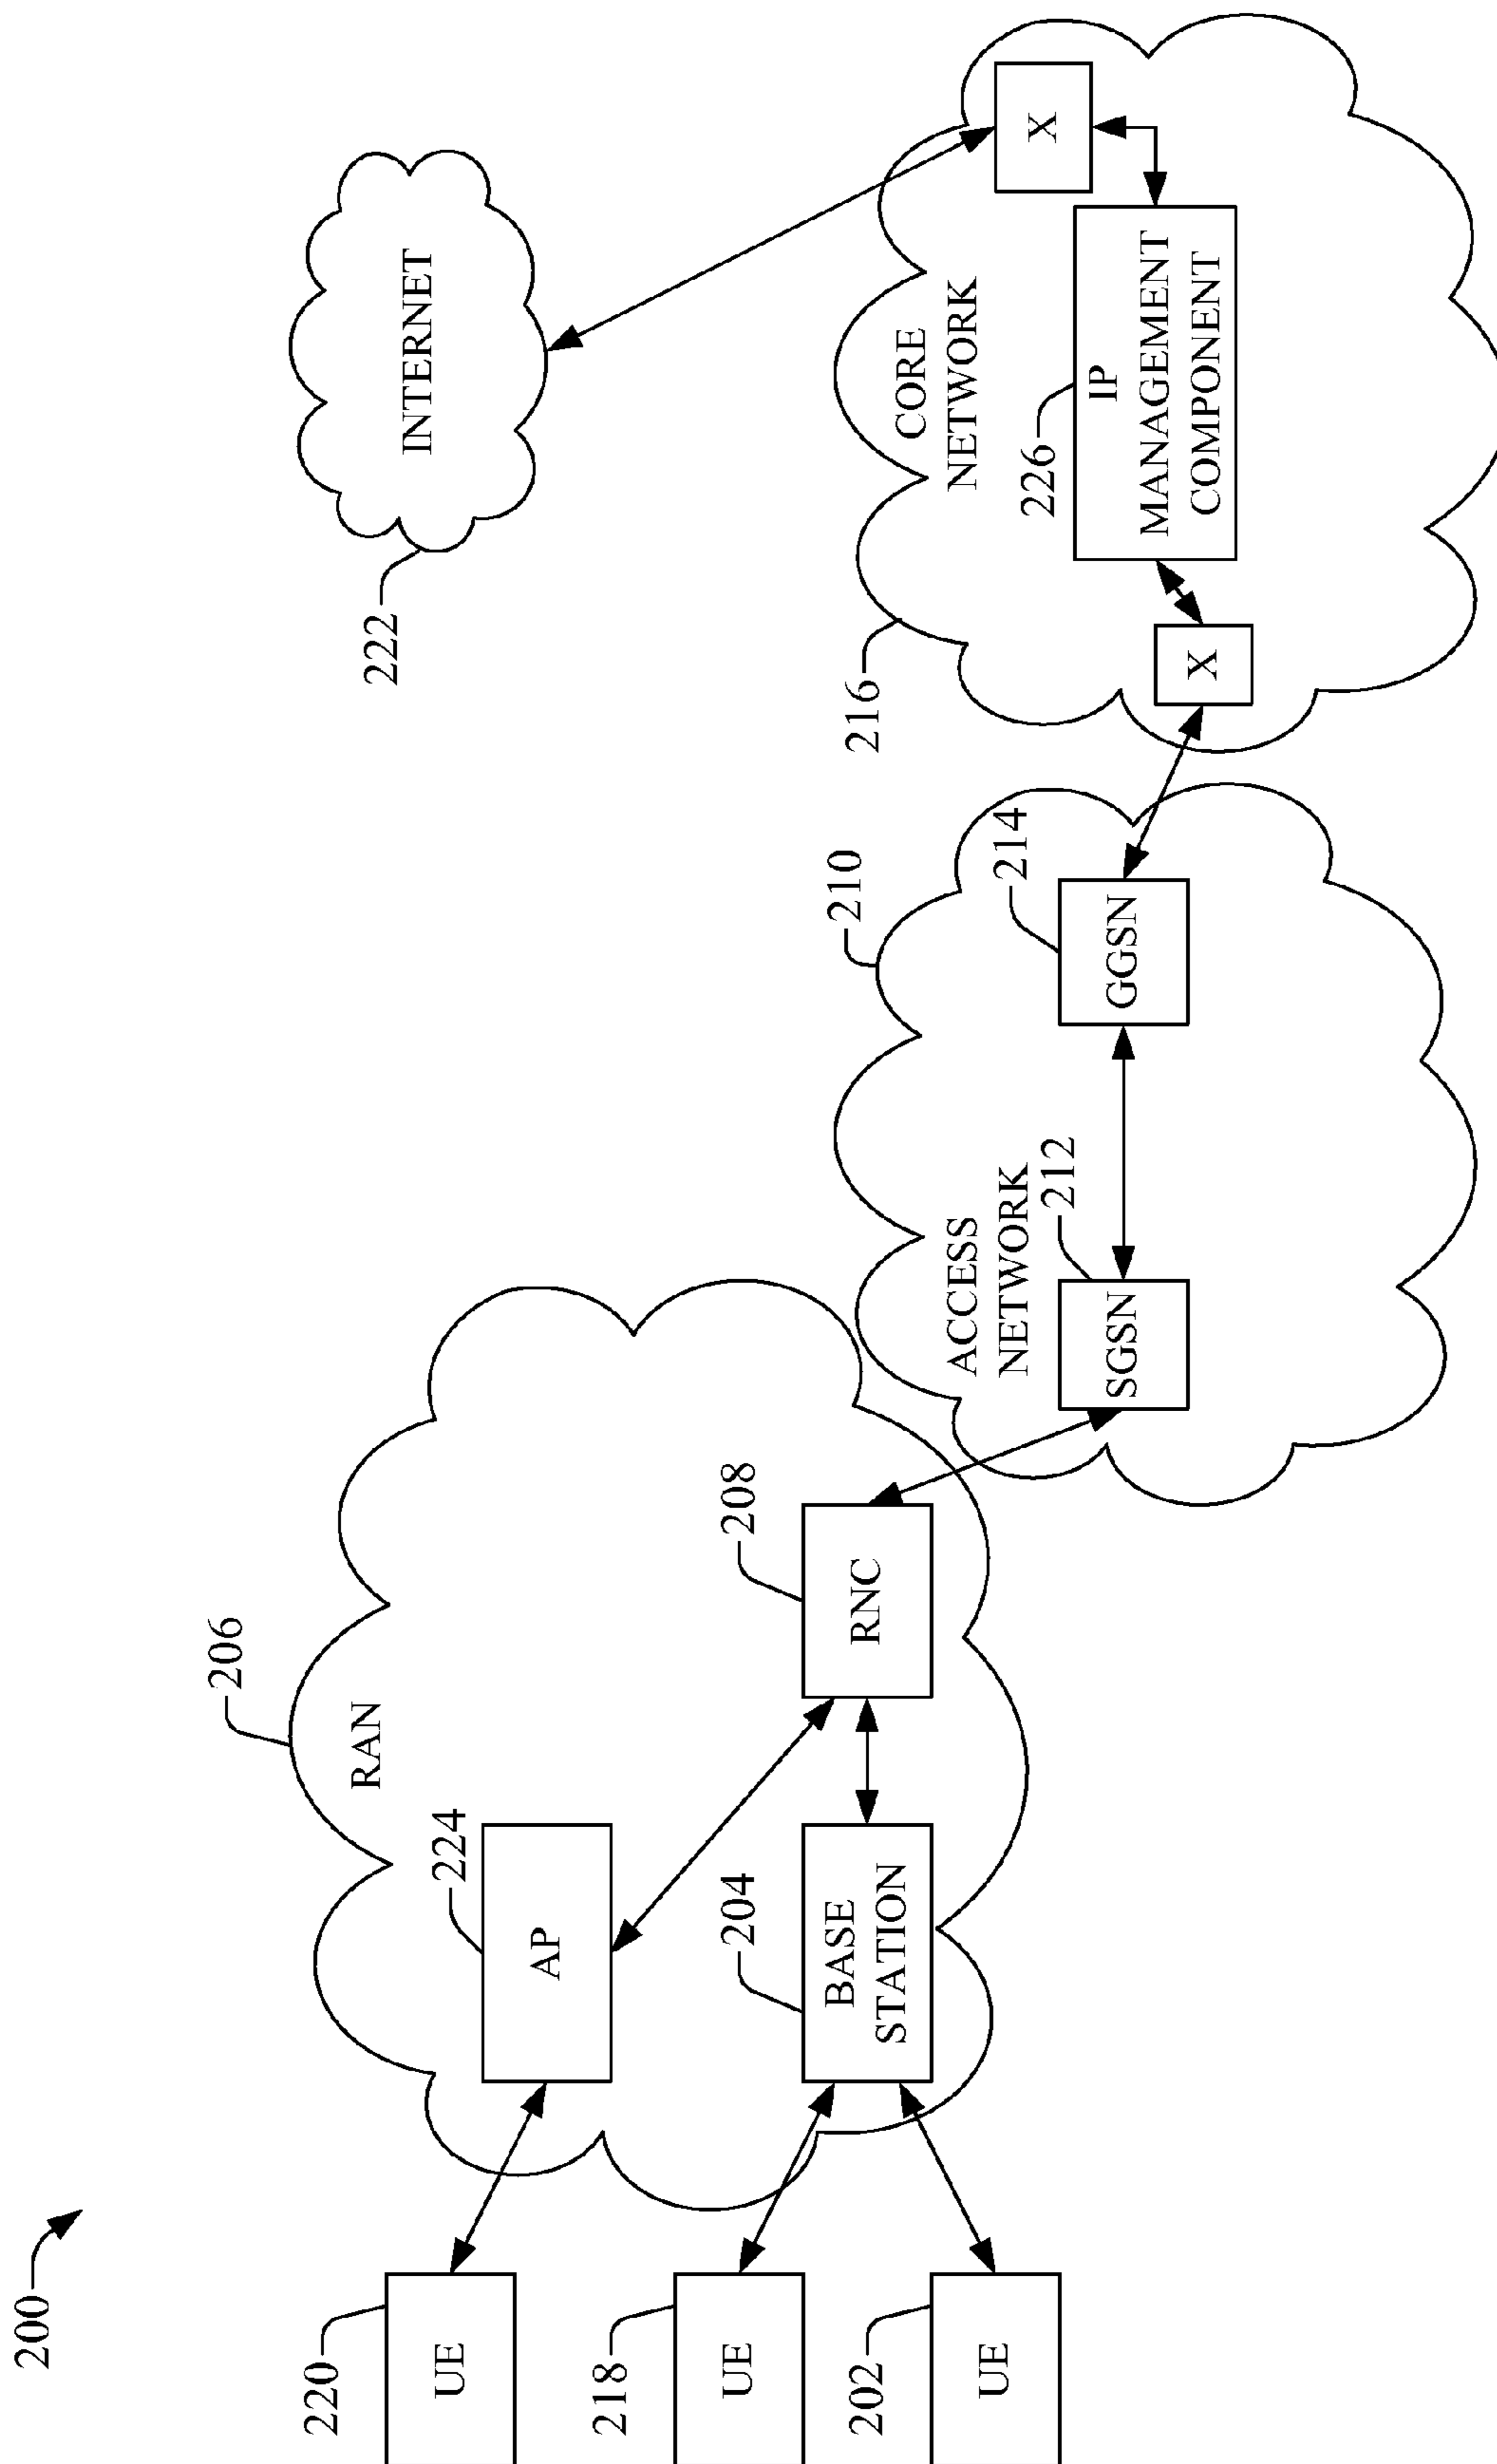 200
220
UE
218
UE
202
UE
206
RAN
224
AP
204
BASE
STATION
208
RNC
210
ACCESS
NETWORK
212
SGSN
214
GGSN
222
INTERNET
216
CORE
NETWORK
X
226
IP
MANAGEMENT
COMPONENT
X